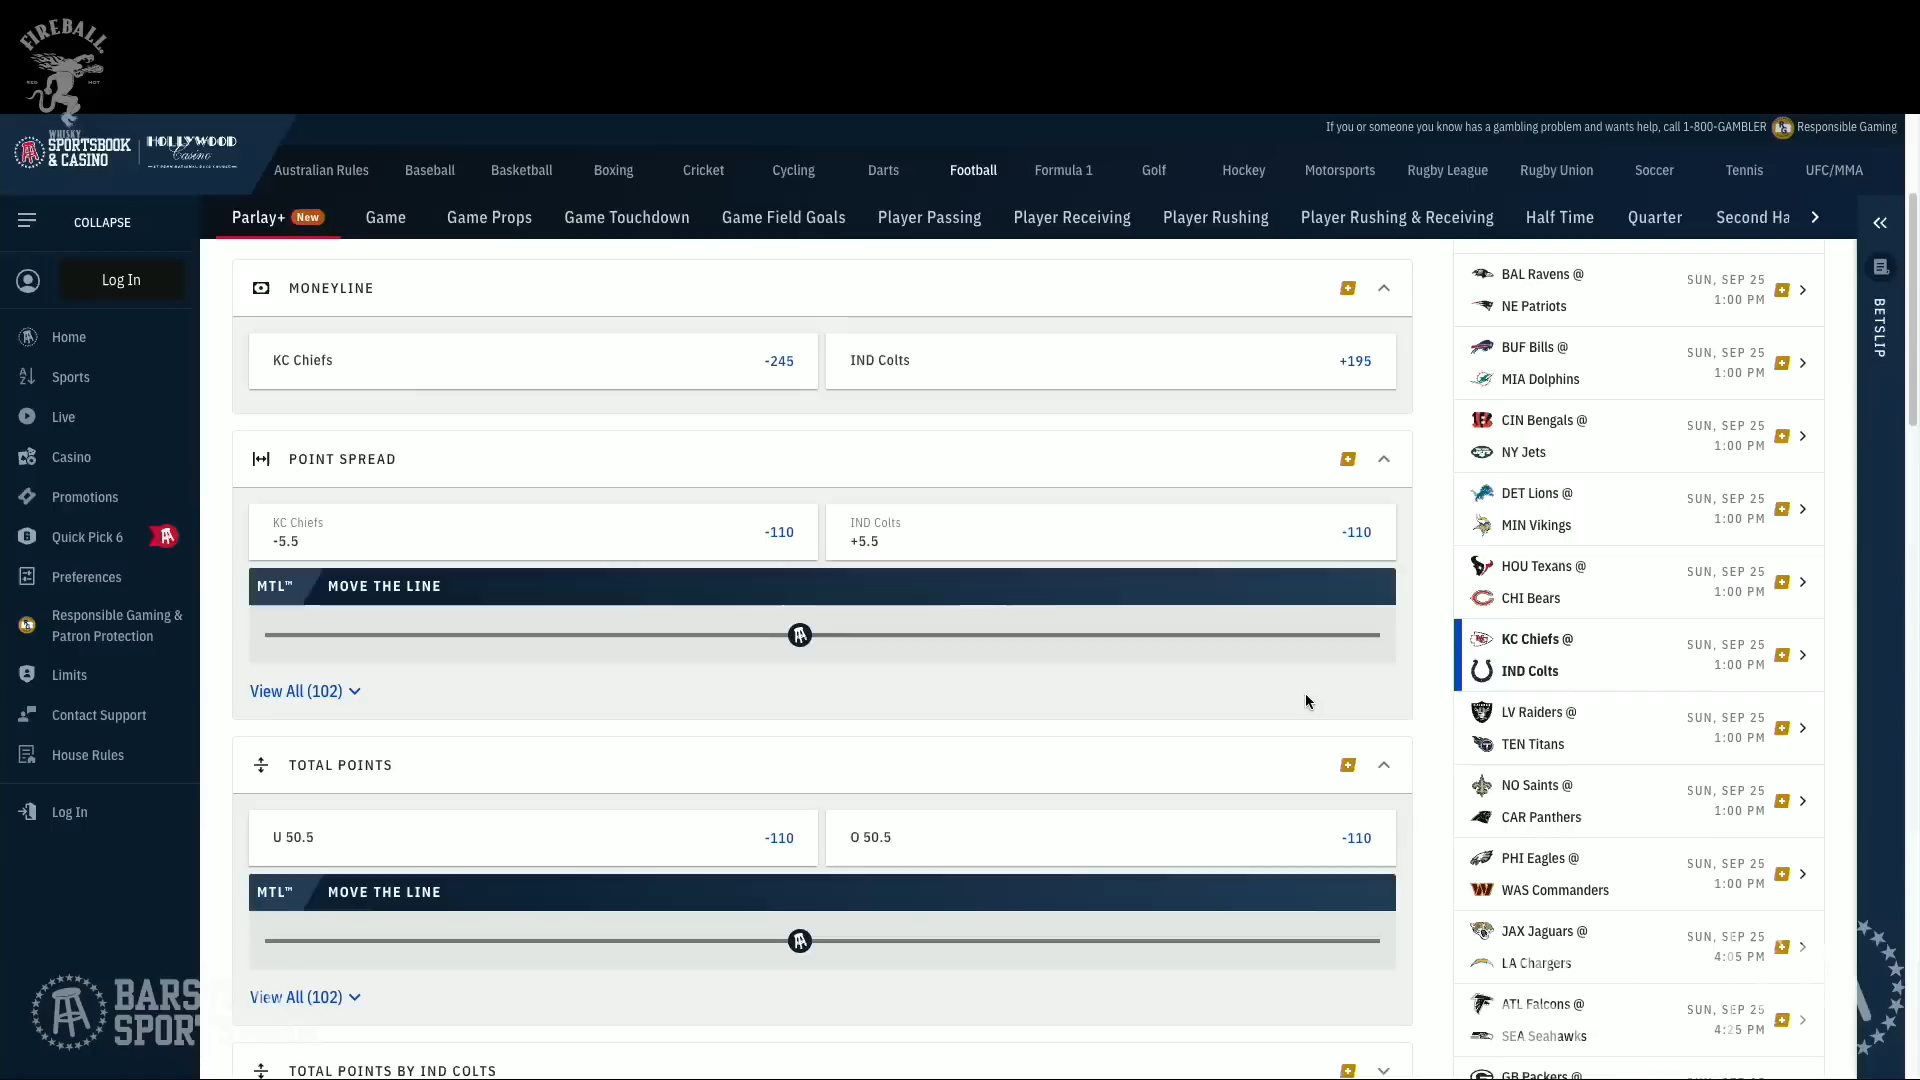 FIREBALL
RED HOT
WHISKY
SPORTSBOOK & CASINO
HOLLYWOOD Casino
If you or someone you know has a gambling problem and wants help, call 1-800-GAMBLER Responsible Gaming
Australian Rules Baseball Basketball Boxing Cricket Cycling Darts Football Formula 1 Golf Hockey Motorsports Rugby League Rugby Union Soccer Tennis UFC/MMA
COLLAPSE
Parlay+ New Game Game Props Game Touchdown Game Field Goals Player Passing Player Receiving Player Rushing Player Rushing & Receiving Half Time Quarter Second Ha
Log In
Home
Sports
Live
Casino
Promotions
Quick Pick 6
Preferences
Responsible Gaming &
Patron Protection
Limits
Contact Support
House Rules
Log In
MONEYLINE
KC Chiefs -245 IND Colts +195
POINT SPREAD
KC Chiefs
-5.5 -110
IND Colts
+5.5 -110
MTL™ MOVE THE LINE
View All (102)
TOTAL POINTS
U 50.5 -110 O 50.5 -110
MTL™ MOVE THE LINE
View All (102)
TOTAL POINTS BY IND COLTS
BAL Ravens @
NE Patriots
SUN, SEP 25
1:00 PM
BUF Bills @
MIA Dolphins
SUN, SEP 25
1:00 PM
CIN Bengals @
NY Jets
SUN, SEP 25
1:00 PM
DET Lions @
MIN Vikings
SUN, SEP 25
1:00 PM
HOU Texans @
CHI Bears
SUN, SEP 25
1:00 PM
KC Chiefs @
IND Colts
SUN, SEP 25
1:00 PM
LV Raiders @
TEN Titans
SUN, SEP 25
1:00 PM
NO Saints @
CAR Panthers
SUN, SEP 25
1:00 PM
PHI Eagles @
WAS Commanders
SUN, SEP 25
1:00 PM
JAX Jaguars @
LA Chargers
SUN, SEP 25
4:05 PM
ATL Falcons @
SEA Seahawks
SUN, SEP 25
4:25 PM
GB Packers @
BETSLIP
BARS
SPOR